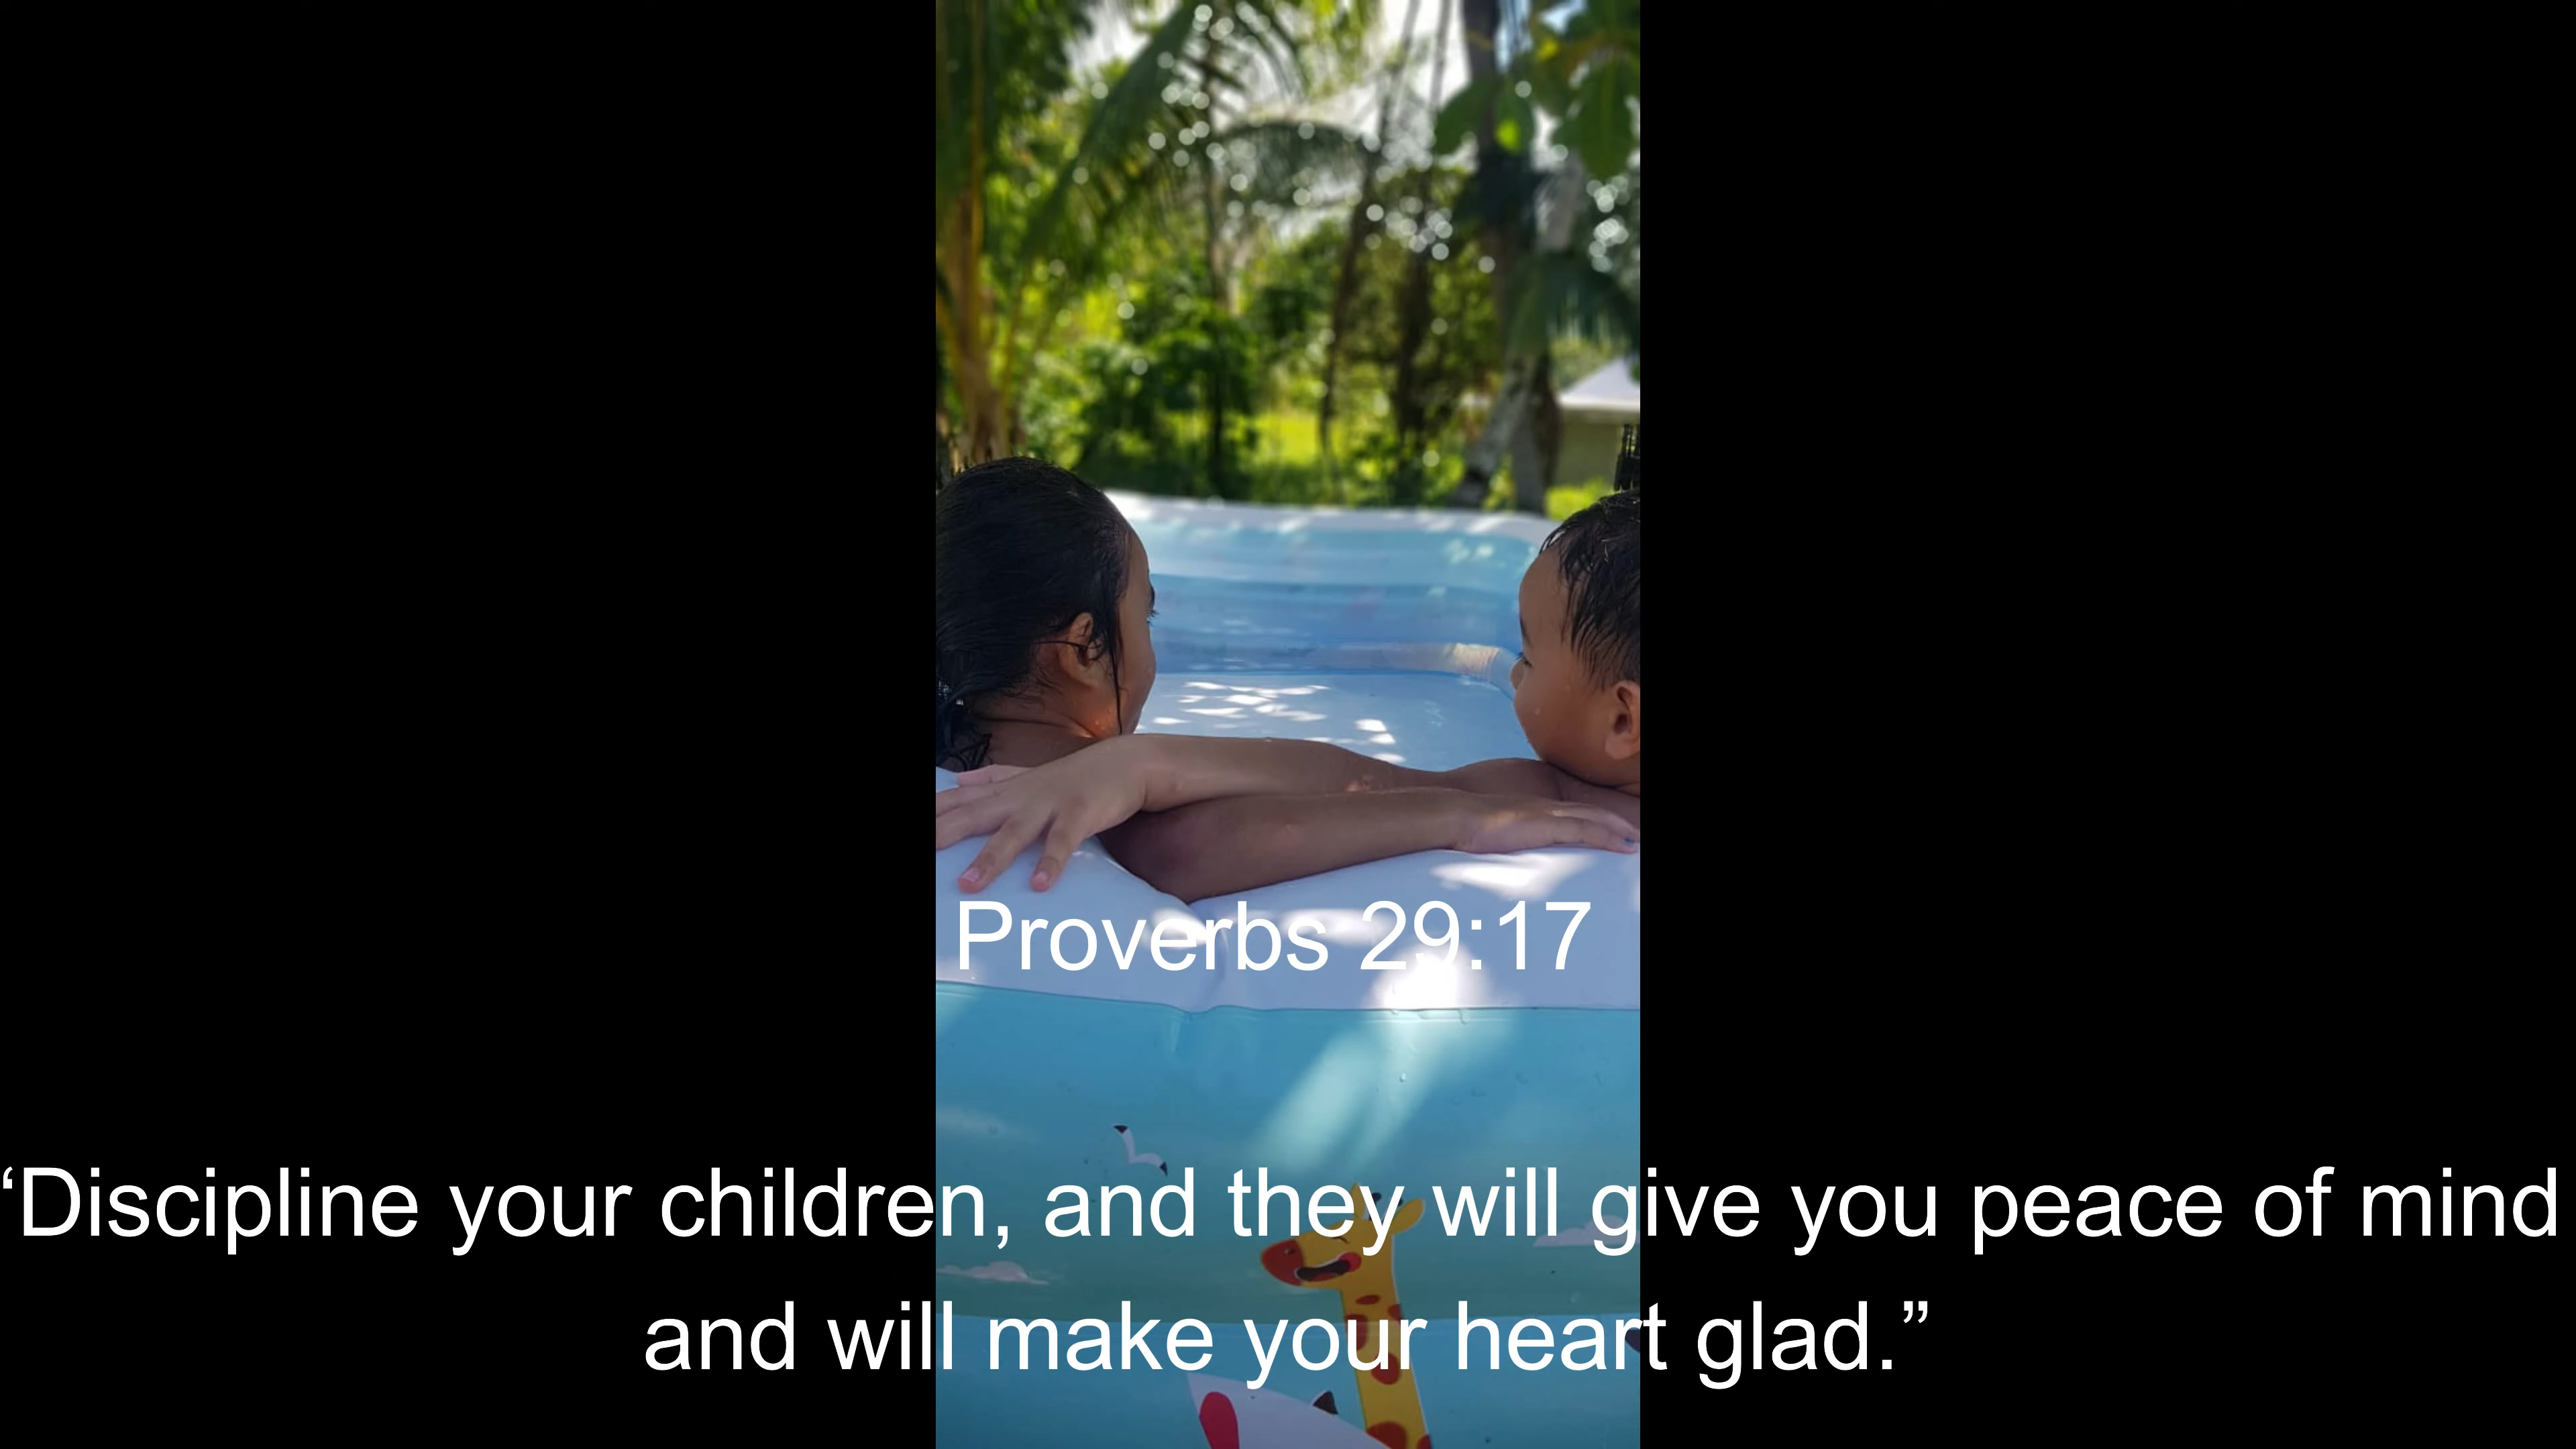 Proverbs 29:17
‘Discipline your children, and they will give you peace of mind
and will make your heart glad.”